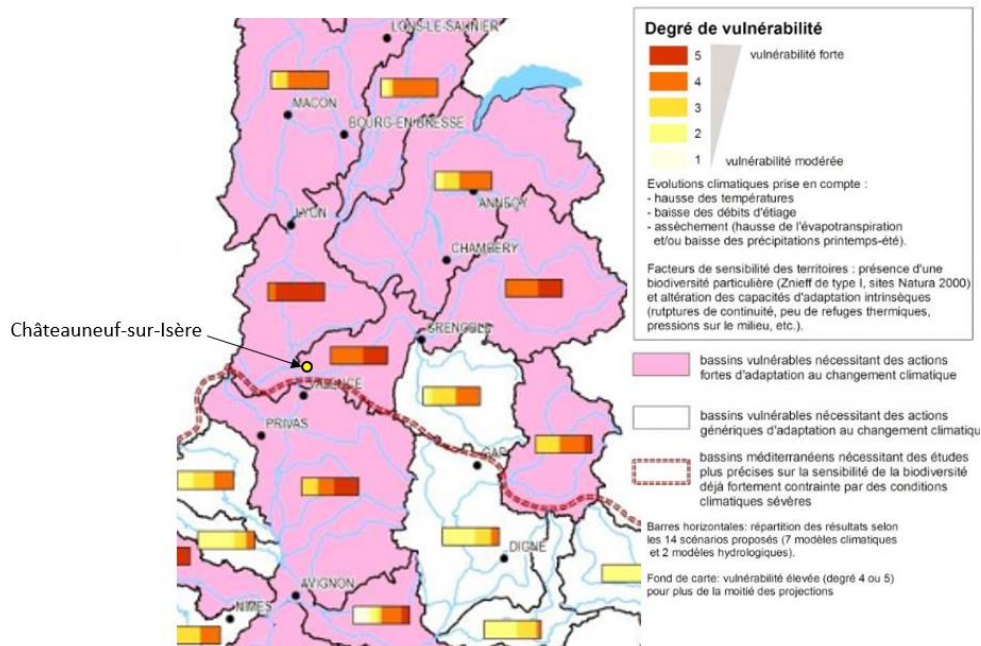 LONS-LE-SAUNIER
MACON
BOURG-EN-BRESSE
ANNECY
LYON
CHAMBERY
Châteauneuf-sur-Isère
GRENOBLE
VALENCE
PRIVAS
GAP
DIGNE
AVIGNON
NIMES
Degré de vulnérabilité
5 vulnérabilité forte
4
3
2
1 vulnérabilité modérée
Evolutions climatiques prise en compte :
- hausse des températures
- baisse des débits d'étiage
- assèchement (hausse de l'évapotranspiration
et/ou baisse des précipitations printemps-été).
Facteurs de sensibilité des territoires : présence d'une
biodiversité particulière (Znieff de type I, sites Natura 2000)
et altération des capacités d'adaptation intrinsèques
(rutptures de continuité, peu de refuges thermiques,
pressions sur le milieu, etc.).
bassins vulnérables nécessitant des actions
fortes d'adaptation au changement climatique
bassins vulnérables nécessitant des actions
génériques d'adaptation au changement climatiqu
bassins méditerranéens nécessitant des études
plus précises sur la sensibilité de la biodiversité
déjà fortement contrainte par des conditions
climatiques sévères
Barres horizontales: répartition des résultats selon
les 14 scénarios proposés (7 modèles climatiques
et 2 modèles hydrologiques).
Fond de carte: vulnérabilité élevée (degré 4 ou 5)
pour plus de la moitié des projections